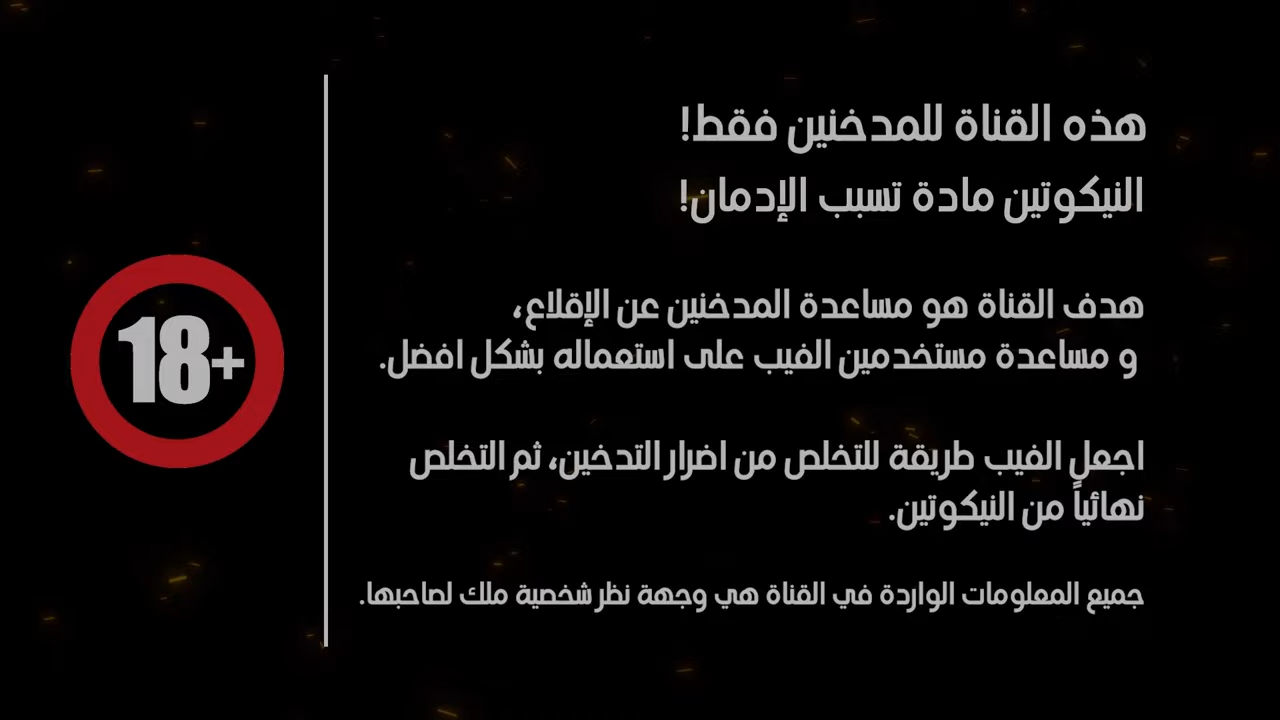 هذه القناة للمدخنين فقط!
النيكوتين مادة تسبب الإدمان!
هدف القناة هو مساعدة المدخنين عن الإقلاع،
و مساعدة مستخدمين الفيب على استعماله بشكل افضل.
اجعل الفيب طريقة للتخلص من اضرار التدخين، ثم التخلص
نهائياً من النيكوتين.
جميع المعلومات الواردة في القناة هي وجهة نظر شخصية ملك لصاحبها.
18+